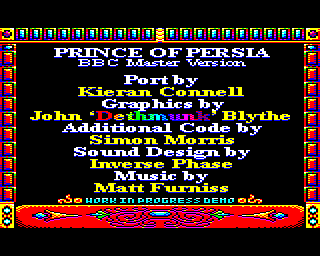 PRINCE OF PERSIA
BBC Master Version
Port by
Kieran Connell
Graphics by
John ‘Dethmunk’ Blythe
Additional Code by
Simon Morris
Sound Design by
Inverse Phase
Music by
Matt Furniss
WORK IN PROGRESS DEMO